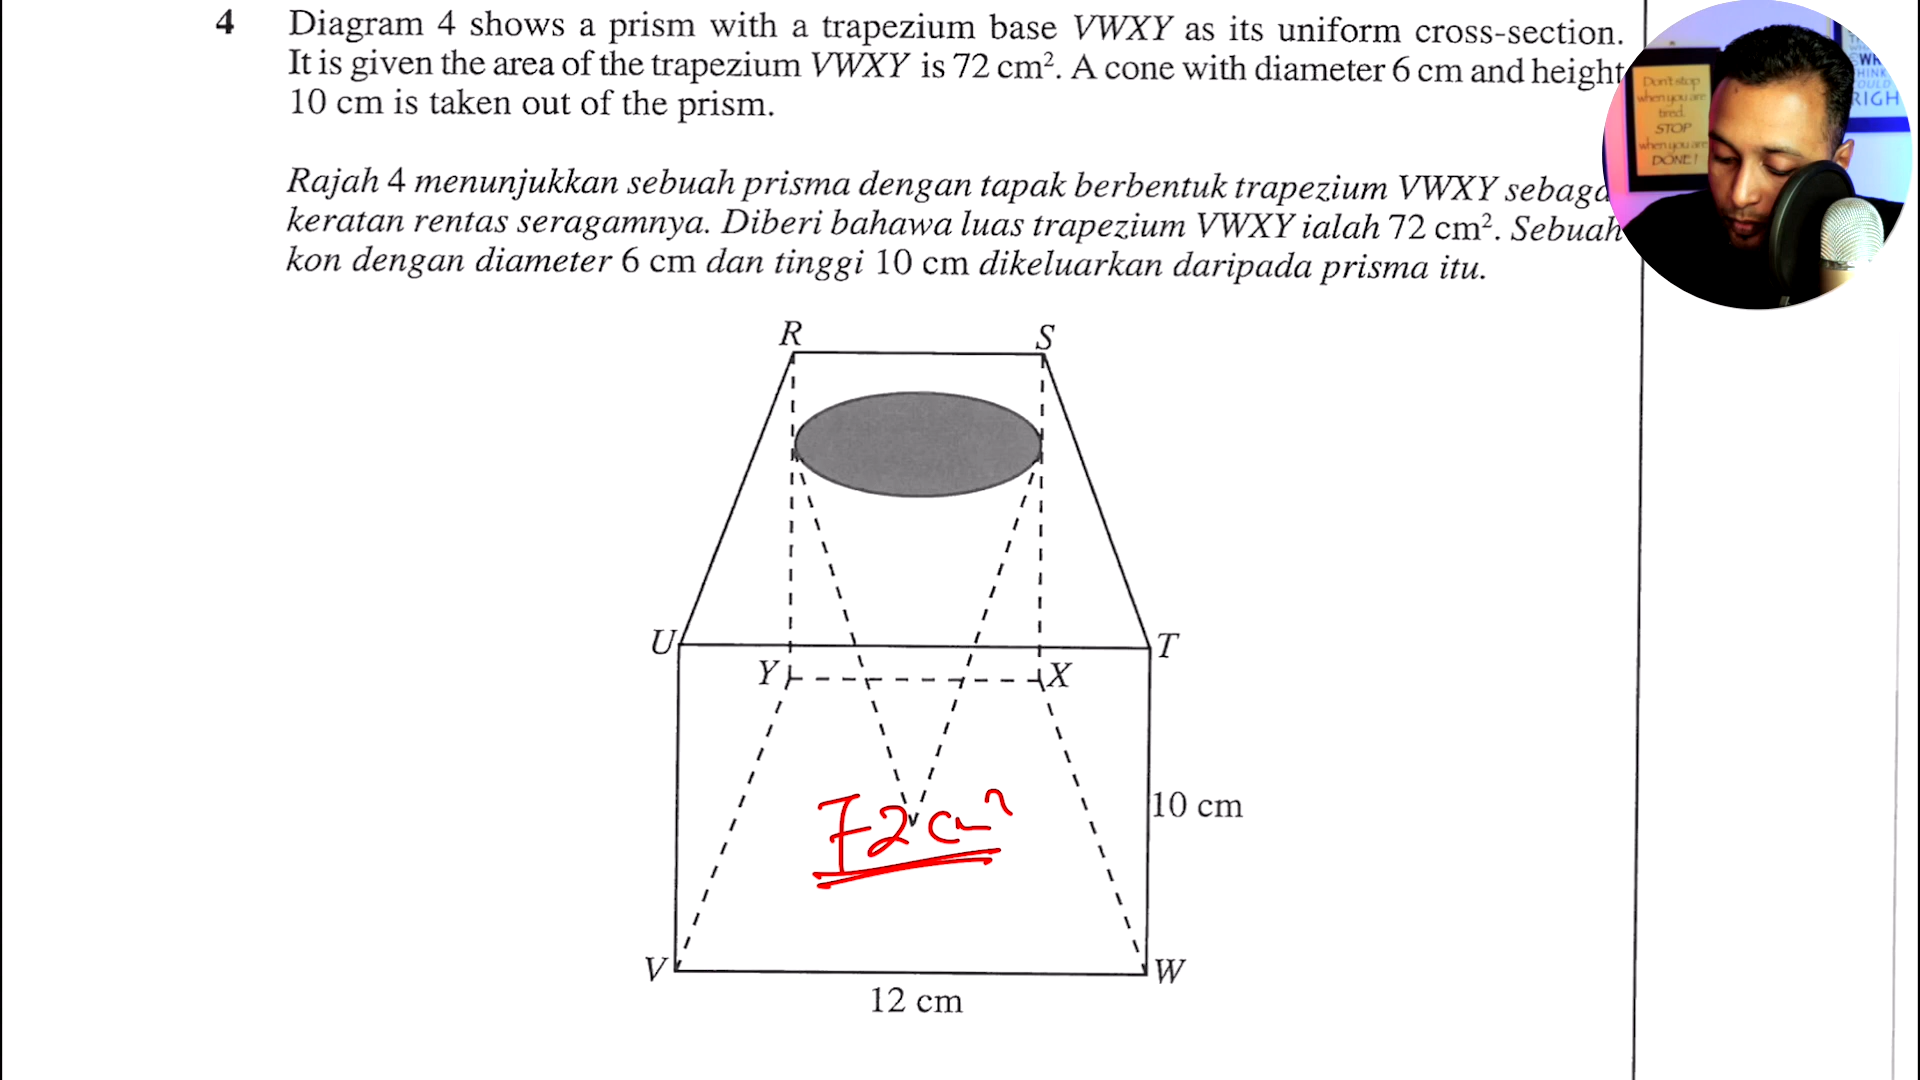 4 Diagram 4 shows a prism with a trapezium base VWXY as its uniform cross-section.
It is given the area of the trapezium VWXY is 72 cm². A cone with diameter 6 cm and height
10 cm is taken out of the prism.
Rajah 4 menunjukkan sebuah prisma dengan tapak berbentuk trapezium VWXY sebaga
keratan rentas seragamnya. Diberi bahawa luas trapezium VWXY ialah 72 cm². Sebuah
kon dengan diameter 6 cm dan tinggi 10 cm dikeluarkan daripada prisma itu.
Don't stop
when you are
tired.
STOP
when you are
DONE!
RIGH
R S
U T
Y X
10 cm
72 cm²
V W
12 cm